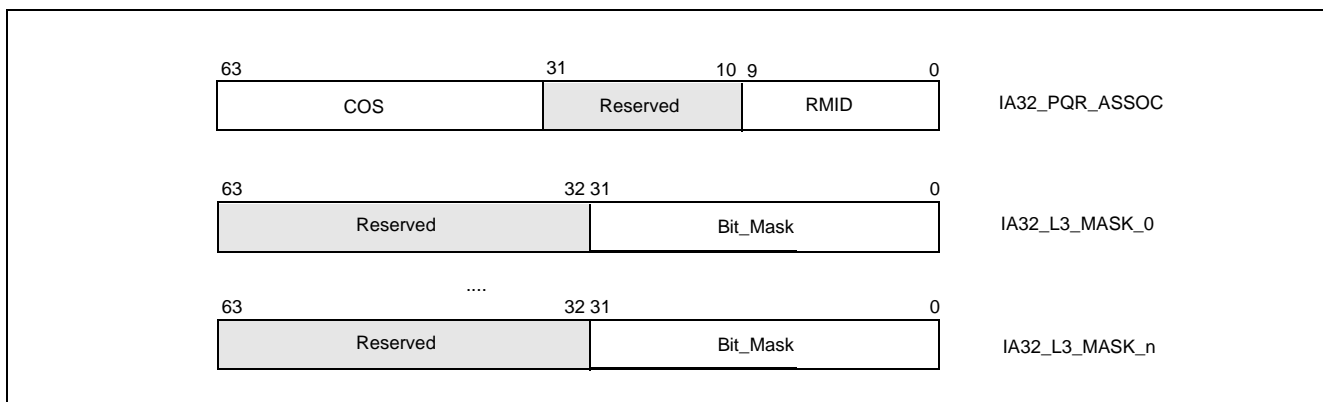 63 31 10 9 0
COS Reserved RMID IA32_PQR_ASSOC
63 32 31 0
Reserved Bit_Mask IA32_L3_MASK_0
....
63 32 31 0
Reserved Bit_Mask IA32_L3_MASK_n